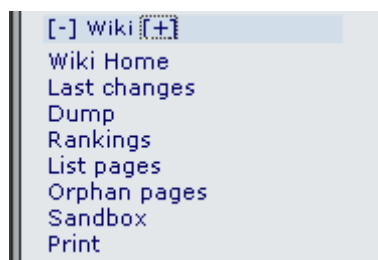 [-] Wiki [+]
Wiki Home
Last changes
Dump
Rankings
List pages
Orphan pages
Sandbox
Print